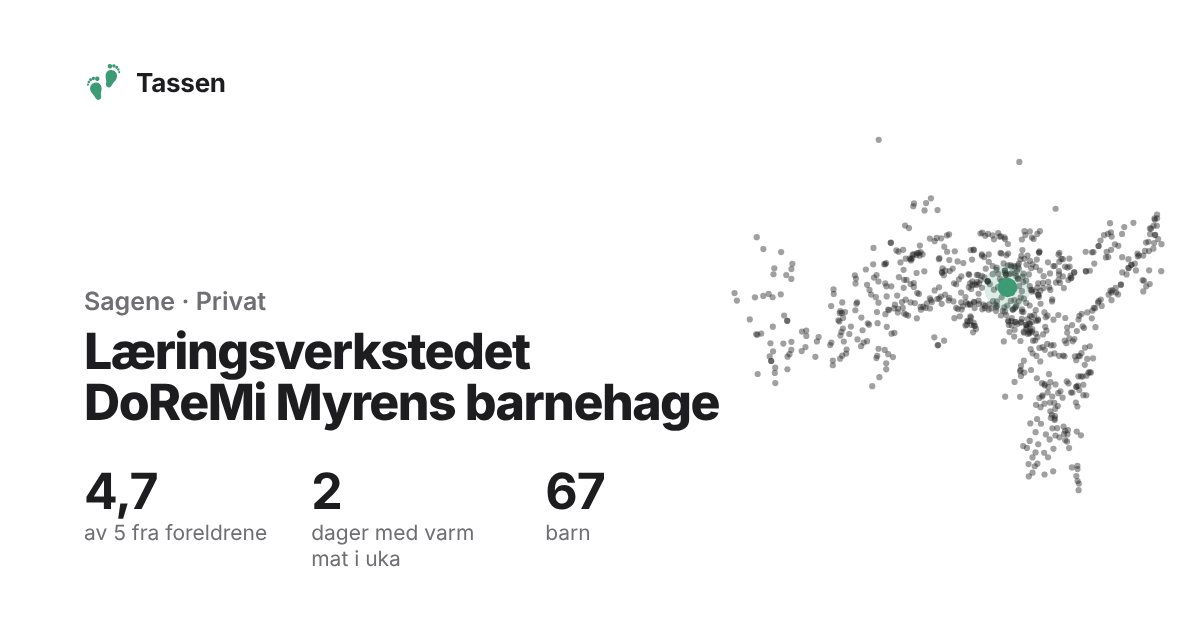 Tassen
Sagene · Privat
Læringsverkstedet
DoReMi Myrens barnehage
4,7
av 5 fra foreldrene
2
dager med varm
mat i uka
67
barn